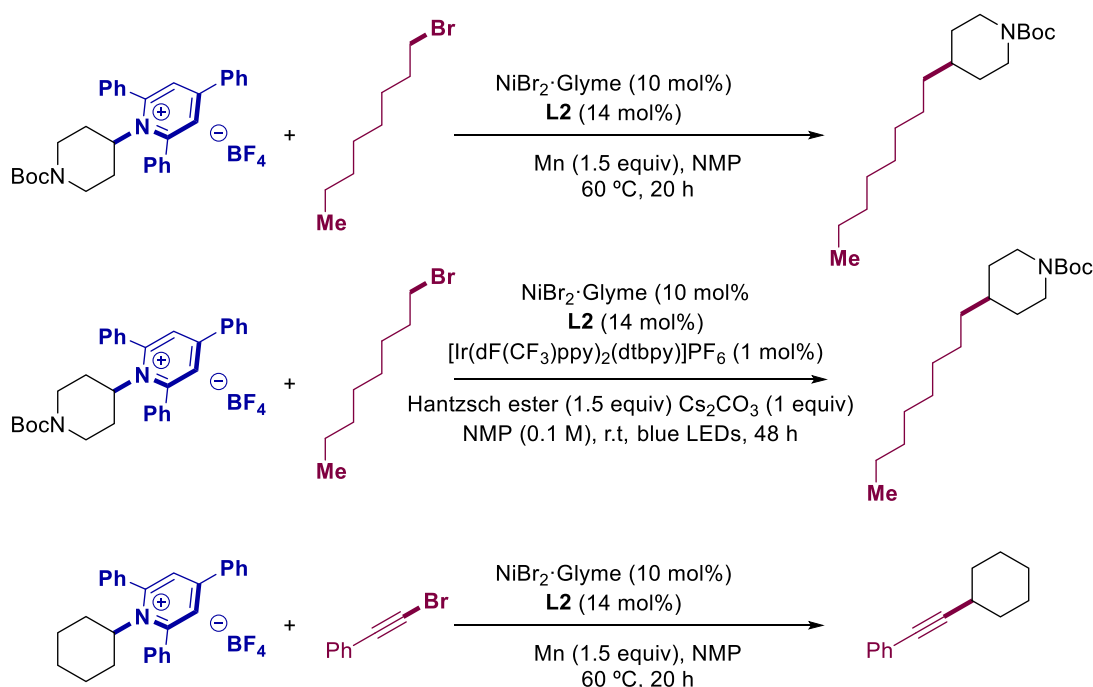 Ph
Ph
N
+
Ph
−
BF4
BocN
+
Br
Me
NiBr2·Glyme (10 mol%)
L2 (14 mol%)
Mn (1.5 equiv), NMP
60 ºC, 20 h
NBoc
Me
Ph
Ph
N
+
Ph
−
BF4
BocN
+
Br
Me
NiBr2·Glyme (10 mol%
L2 (14 mol%)
[Ir(dF(CF3)ppy)2(dtbpy)]PF6 (1 mol%)
Hantzsch ester (1.5 equiv) Cs2CO3 (1 equiv)
NMP (0.1 M), r.t, blue LEDs, 48 h
NBoc
Me
Ph
Ph
N
+
Ph
−
BF4
+
Br
Ph
NiBr2·Glyme (10 mol%)
L2 (14 mol%)
Mn (1.5 equiv), NMP
60 ºC, 20 h
Ph